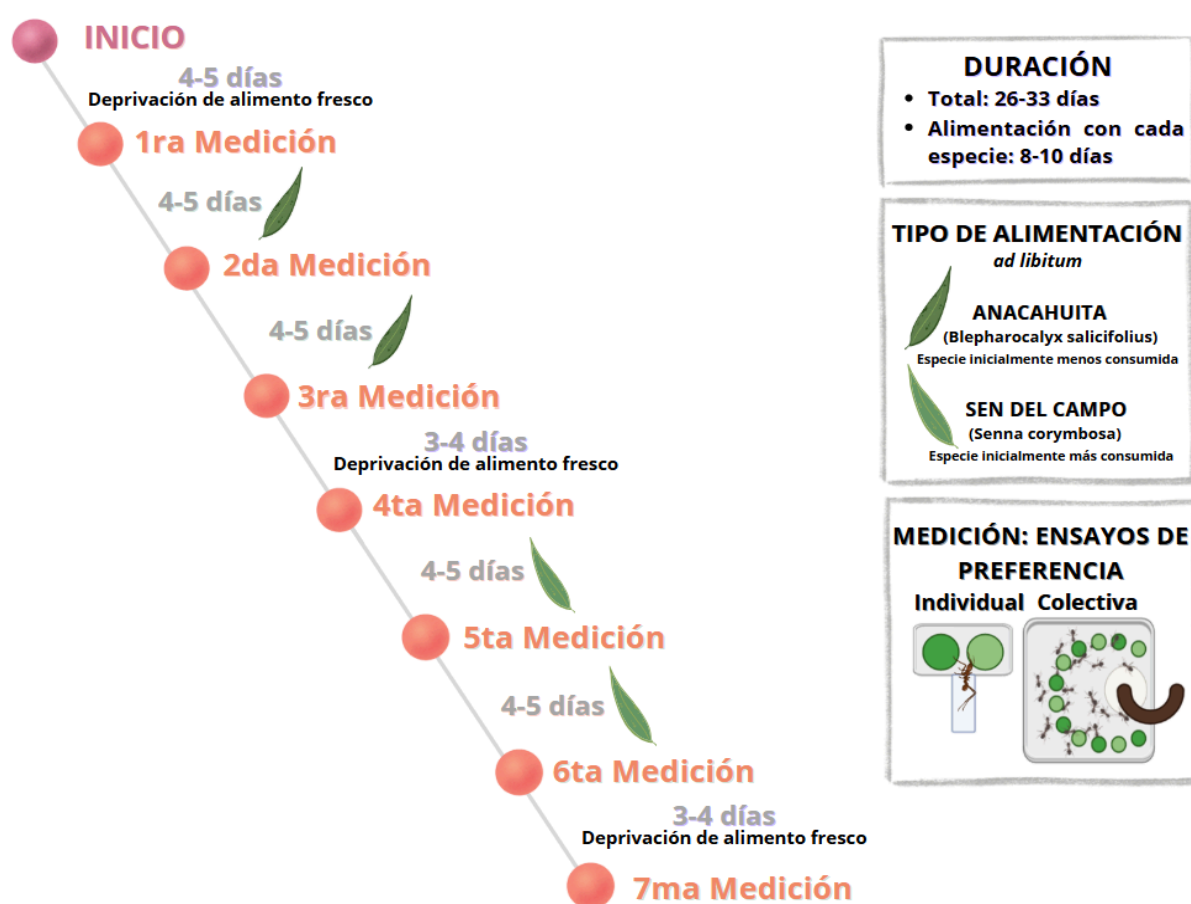 INICIO
4-5 días
Deprivación de alimento fresco
1ra Medición
4-5 días
2da Medición
4-5 días
3ra Medición
3-4 días
Deprivación de alimento fresco
4ta Medición
4-5 días
5ta Medición
4-5 días
6ta Medición
3-4 días
Deprivación de alimento fresco
7ma Medición
DURACIÓN
• Total: 26-33 días
• Alimentación con cada
especie: 8-10 días
TIPO DE ALIMENTACIÓN
ad libitum
ANACAHUITA
(Blepharocalyx salicifolius)
Especie inicialmente menos consumida
SEN DEL CAMPO
(Senna corymbosa)
Especie inicialmente más consumida
MEDICIÓN: ENSAYOS DE
PREFERENCIA
Individual Colectiva